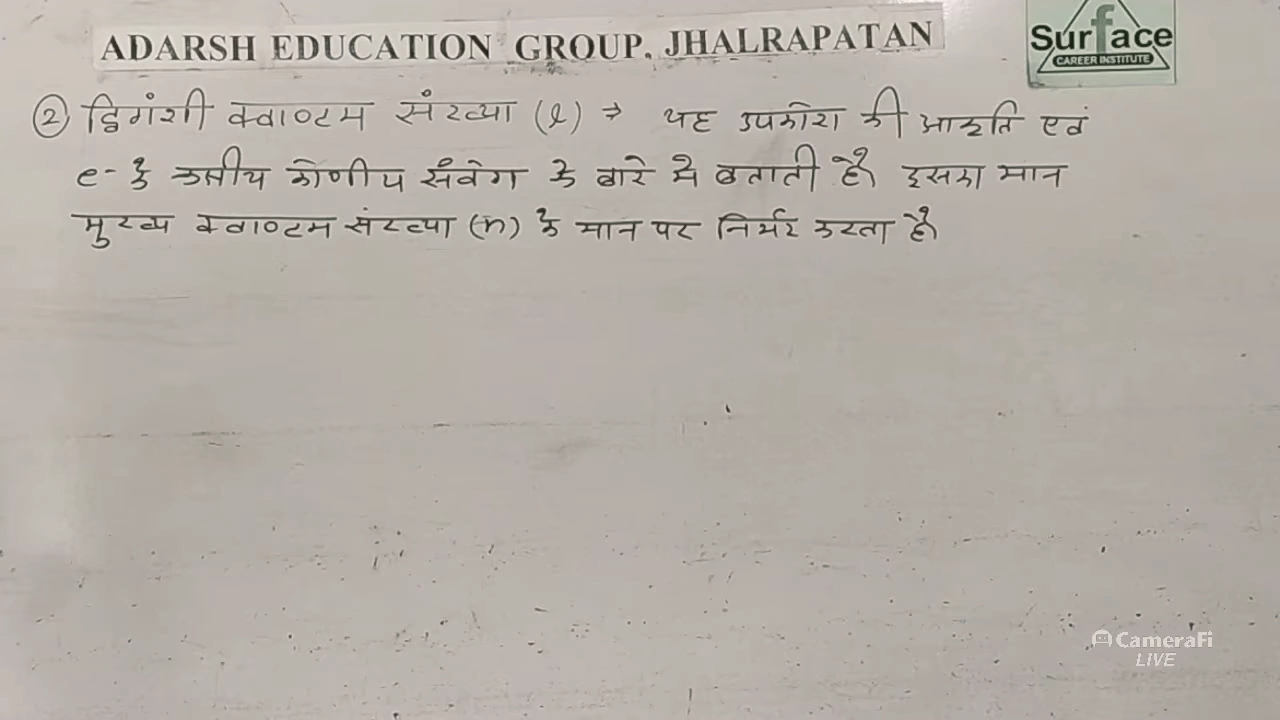 ADARSH EDUCATION GROUP, JHALRAPATAN
Surface
CAREER INSTITUTE
② द्विगंशी क्वाण्टम संख्या (l) → यह उपकोश की आकृति एवं
e- के कक्षीय कोणीय संवेग के बारे में बताती है। इसका मान
मुख्य क्वाण्टम संख्या (n) के मान पर निर्भर करता है।
CameraFi
LIVE